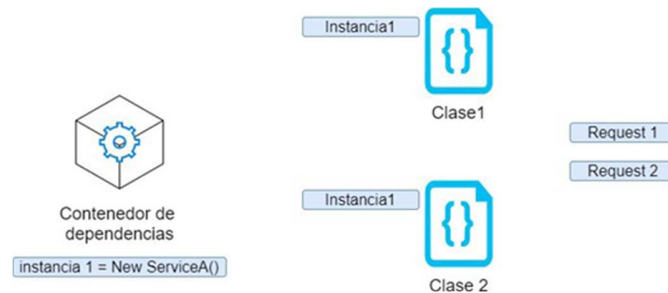 Instancia1
Clase1
Request 1
Request 2
Contenedor de
dependencias
instancia 1 = New ServiceA()
Instancia1
Clase 2